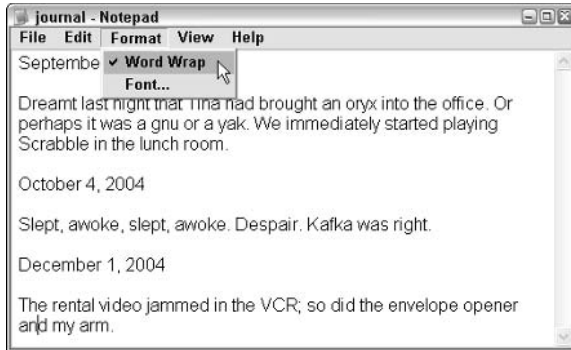 journal - Notepad
File Edit Format View Help
Septembe
Word Wrap
Font...
Dreamt last night that Tina had brought an oryx into the office. Or
perhaps it was a gnu or a yak. We immediately started playing
Scrabble in the lunch room.
October 4, 2004
Slept, awoke, slept, awoke. Despair. Kafka was right.
December 1, 2004
The rental video jammed in the VCR; so did the envelope opener
and my arm.